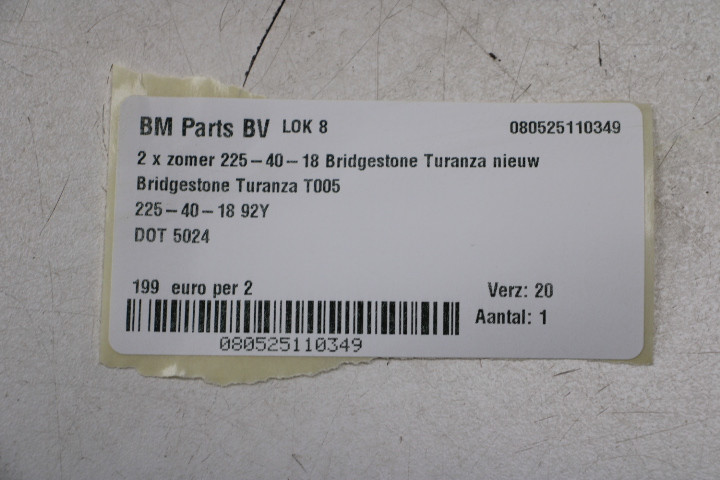 BM Parts BV LOK 8 080525110349
2 x zomer 225-40-18 Bridgestone Turanza nieuw
Bridgestone Turanza T005
225-40-18 92Y
DOT 5024
199 euro per 2 Verz: 20
Aantal: 1
080525110349